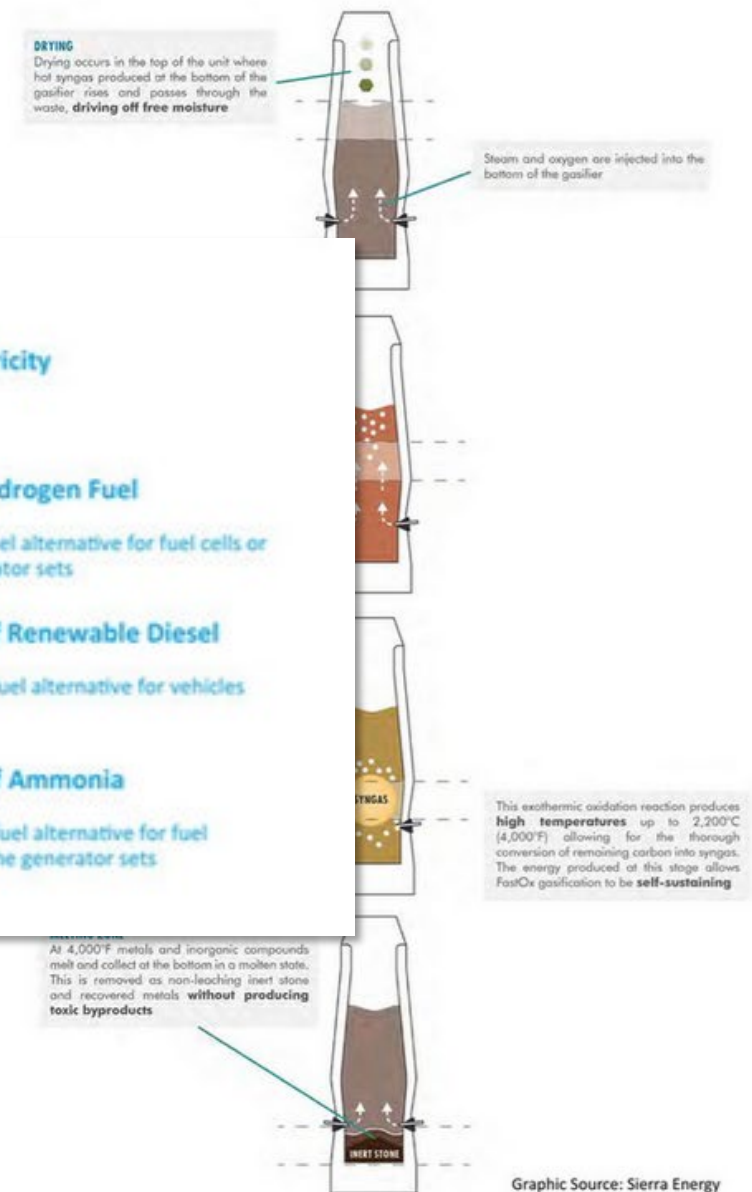 DRYING
Drying occurs in the top of the unit where
hot syngas produced at the bottom of the
gasifier rises and passes through the
waste, driving off free moisture
Steam and oxygen are injected into the
bottom of the gasifier
icity
drogen Fuel
el alternative for fuel cells or
ator sets
f Renewable Diesel
uel alternative for vehicles
f Ammonia
fuel alternative for fuel
ne generator sets
SYNGAS
This exothermic oxidation reaction produces
high temperatures up to 2,200°C
(4,000°F) allowing for the thorough
conversion of remaining carbon into syngas.
The energy produced at this stage allows
FastOx gasification to be self-sustaining
MELTING ZONE
At 4,000°F metals and inorganic compounds
melt and collect at the bottom in a molten state.
This is removed as non-leaching inert stone
and recovered metals without producing
toxic byproducts
INERT STONE
Graphic Source: Sierra Energy